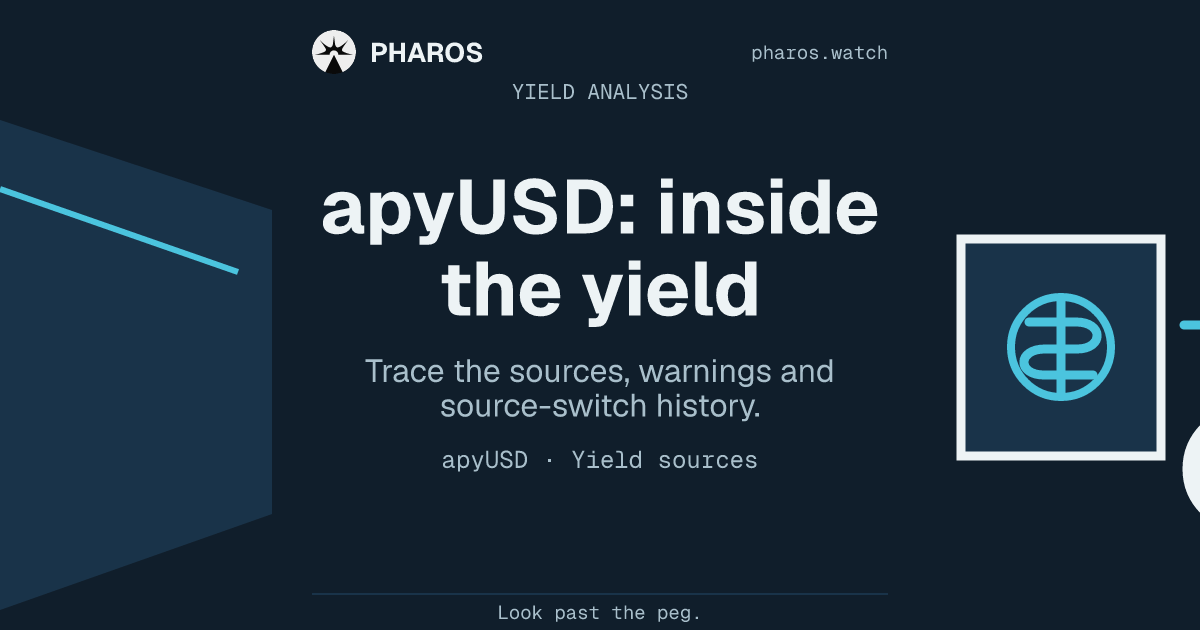 PHAROS
pharos.watch
YIELD ANALYSIS
apyUSD: inside
the yield
Trace the sources, warnings and
source-switch history.
apyUSD · Yield sources
Look past the peg.